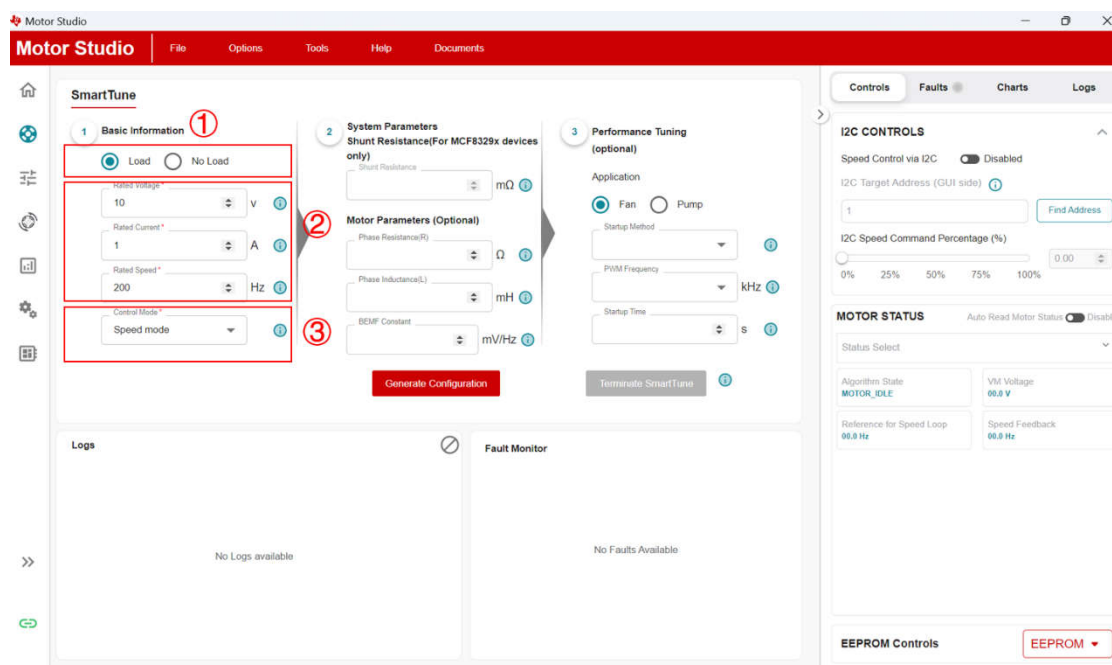 Motor Studio
Motor Studio
File
Options
Tools
Help
Documents
SmartTune
1
Basic Information
①
Load
No Load
Rated Voltage *
10
V
②
Rated Current *
1
A
Rated Speed *
200
Hz
Control Mode *
Speed mode
③
2
System Parameters
Shunt Resistance(For MCF8329x devices
only)
Shunt Resistance
mΩ
Motor Parameters (Optional)
Phase Resistance(R)
Ω
Phase Inductance(L)
mH
BEMF Constant
mV/Hz
3
Performance Tuning
(optional)
Application
Fan
Pump
Startup Method
PWM Frequency
kHz
Startup Time
s
Generate Configuration
Terminate SmartTune
Logs
No Logs available
Fault Monitor
No Faults Available
Controls
Faults
Charts
Logs
I2C CONTROLS
Speed Control via I2C
Disabled
I2C Target Address (GUI side)
1
Find Address
I2C Speed Command Percentage (%)
0.00
0%
25%
50%
75%
100%
MOTOR STATUS
Auto Read Motor Status
Disabl
Status Select
Algorithm State
MOTOR_IDLE
VM Voltage
00.0 V
Reference for Speed Loop
00.0 Hz
Speed Feedback
00.0 Hz
EEPROM Controls
EEPROM